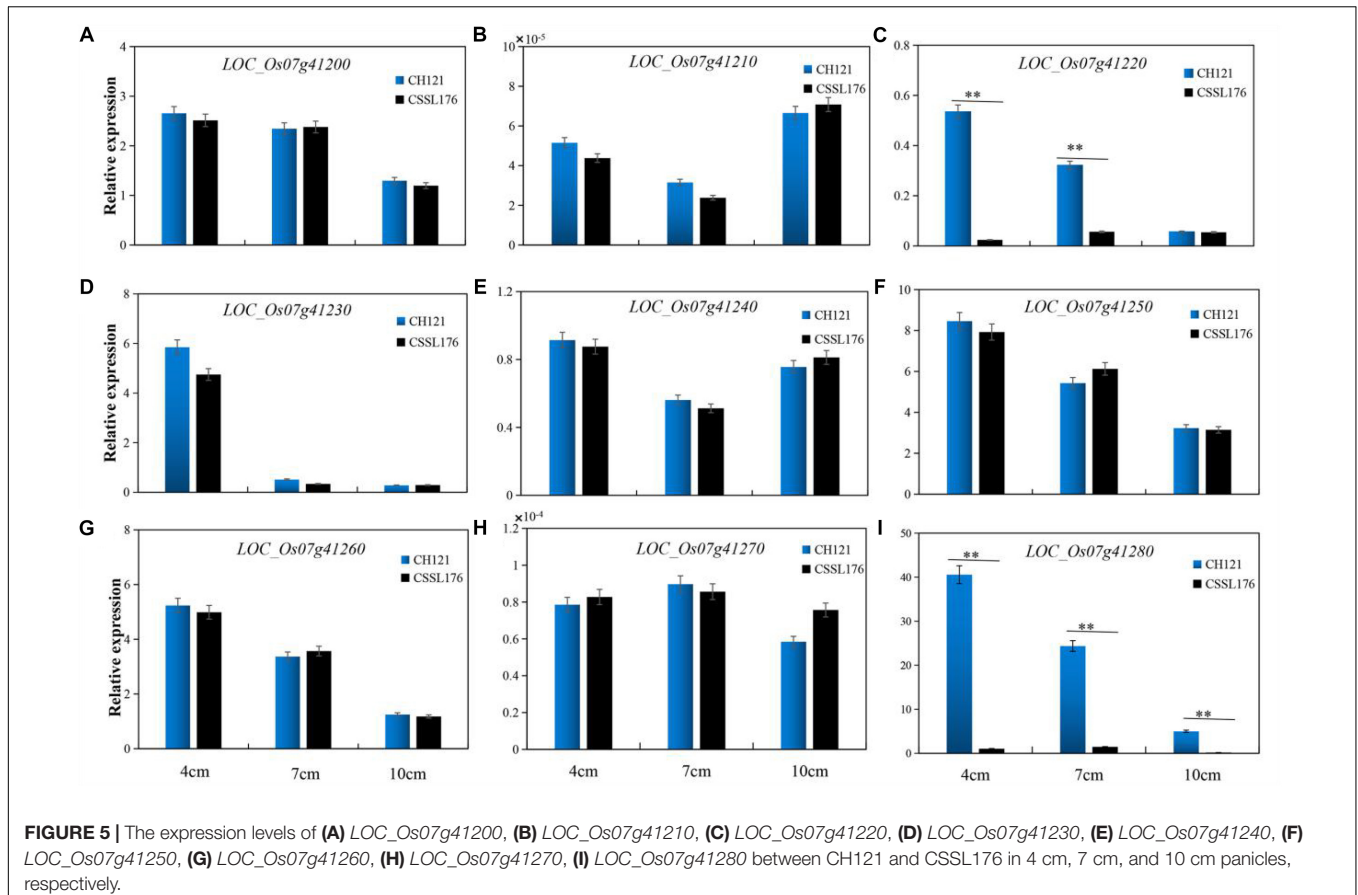 A
B
C
4
3
2
1
0
Relative expression
LOC_Os07g41200
CH121
CSSL176
×10⁻⁵
10
8
6
4
2
0
LOC_Os07g41210
CH121
CSSL176
0.8
0.6
0.4
0.2
0
LOC_Os07g41220
CH121
CSSL176
**
**
D
E
F
8
6
4
2
0
Relative expression
LOC_Os07g41230
CH121
CSSL176
1.2
0.8
0.4
0
LOC_Os07g41240
CH121
CSSL176
10
8
6
4
2
0
LOC_Os07g41250
CH121
CSSL176
G
H
I
8
6
4
2
0
Relative expression
LOC_Os07g41260
CH121
CSSL176
4cm 7cm 10cm
×10⁻⁴
1.2
1
0.8
0.6
0.4
0.2
0
LOC_Os07g41270
CH121
CSSL176
4cm 7cm 10cm
50
40
30
20
10
0
LOC_Os07g41280
CH121
CSSL176
**
**
**
4cm 7cm 10cm
FIGURE 5 | The expression levels of (A) LOC_Os07g41200, (B) LOC_Os07g41210, (C) LOC_Os07g41220, (D) LOC_Os07g41230, (E) LOC_Os07g41240, (F)
LOC_Os07g41250, (G) LOC_Os07g41260, (H) LOC_Os07g41270, (I) LOC_Os07g41280 between CH121 and CSSL176 in 4 cm, 7 cm, and 10 cm panicles,
respectively.